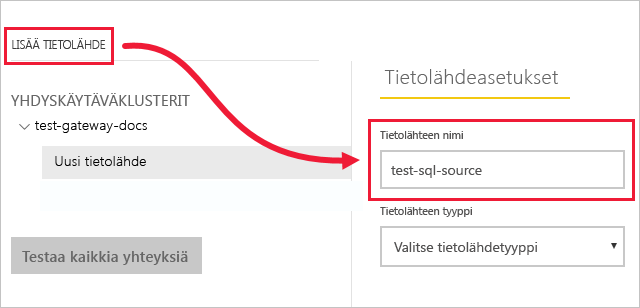 LISÄÄ TIETOLÄHDE
YHDYSKÄYTÄVÄKLUSTERIT
test-gateway-docs
Uusi tietolähde
Testaa kaikkia yhteyksiä
Tietolähdeasetukset
Tietolähteen nimi
test-sql-source
Tietolähteen tyyppi
Valitse tietolähdetyyppi